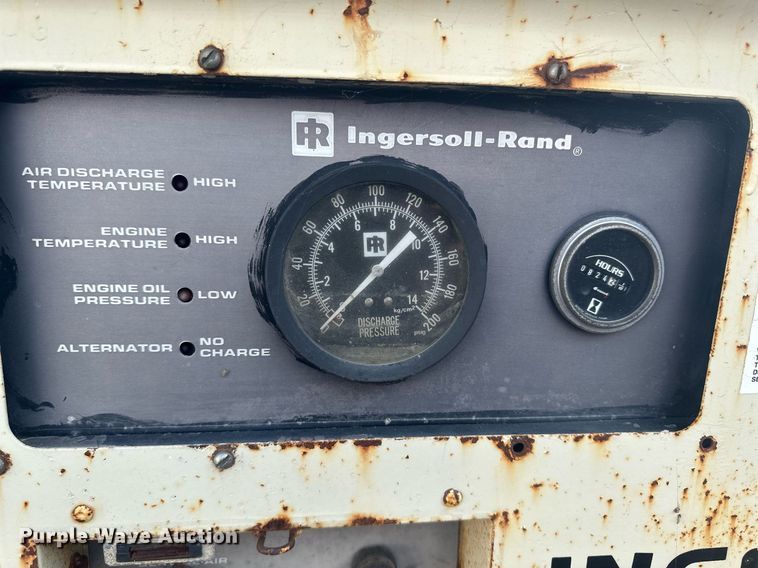 IR Ingersoll-Rand®
AIR DISCHARGE
TEMPERATURE HIGH
ENGINE
TEMPERATURE HIGH
ENGINE OIL
PRESSURE LOW
ALTERNATOR NO
CHARGE
20 40 60 80 100 120 140 160 180 200
2 4 6 8 10 12 14
IR
kg/cm²
psig
DISCHARGE
PRESSURE
HOURS
Purple Wave Auction
AIR